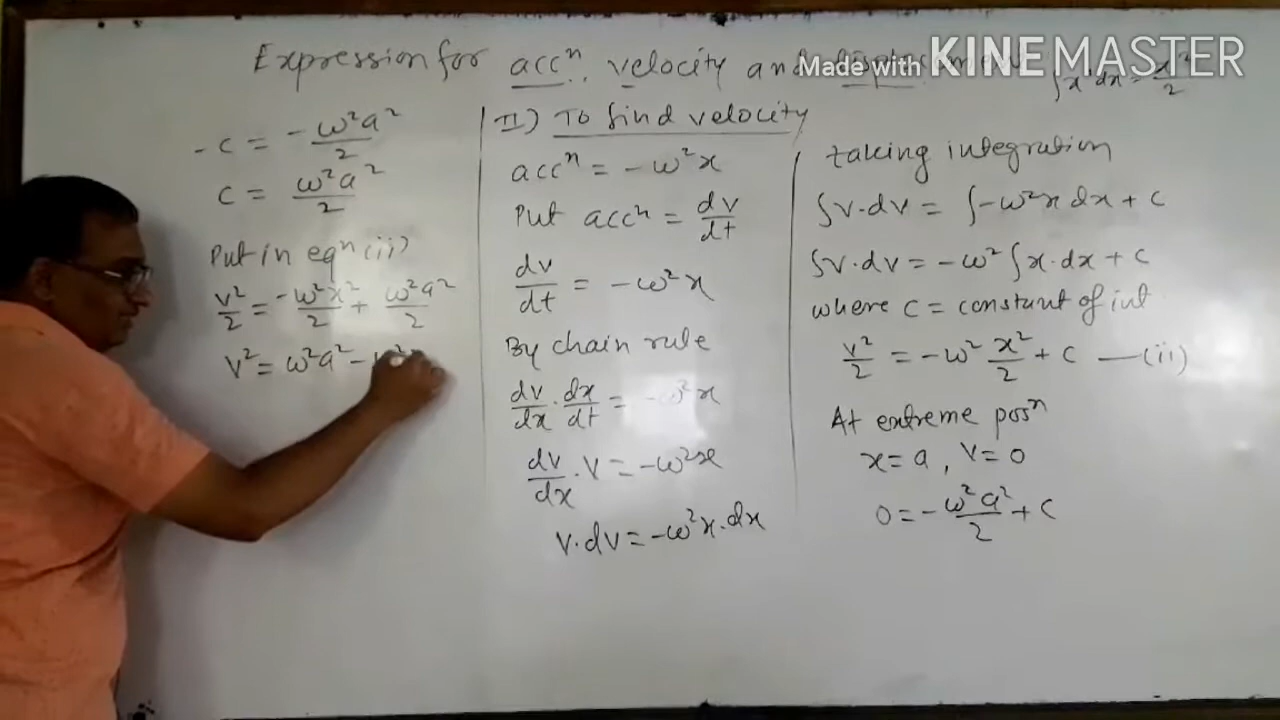 Expression for accⁿ. velocity and
Made with KINEMASTER
∫x¹dx = x²/2
- c = -ω²a²/2
c = ω²a²/2
Put in eqⁿ (ii)
v²/2 = -ω²x²/2 + ω²a²/2
v² = ω²a² -
II) To find velocity
accⁿ = -ω²x
Put accⁿ = dv/dt
dv/dt = -ω²x
By chain rule
dv/dx . dx/dt = -ω²x
dv/dx . v = -ω²x
v.dv = -ω²x.dx
taking integration
∫v.dv = ∫-ω²x dx + c
∫v.dv = -ω² ∫x.dx + c
where c = constant of int
v²/2 = -ω² x²/2 + c —(ii)
At extreme posⁿ
x = a, v = 0
0 = -ω²a²/2 + c